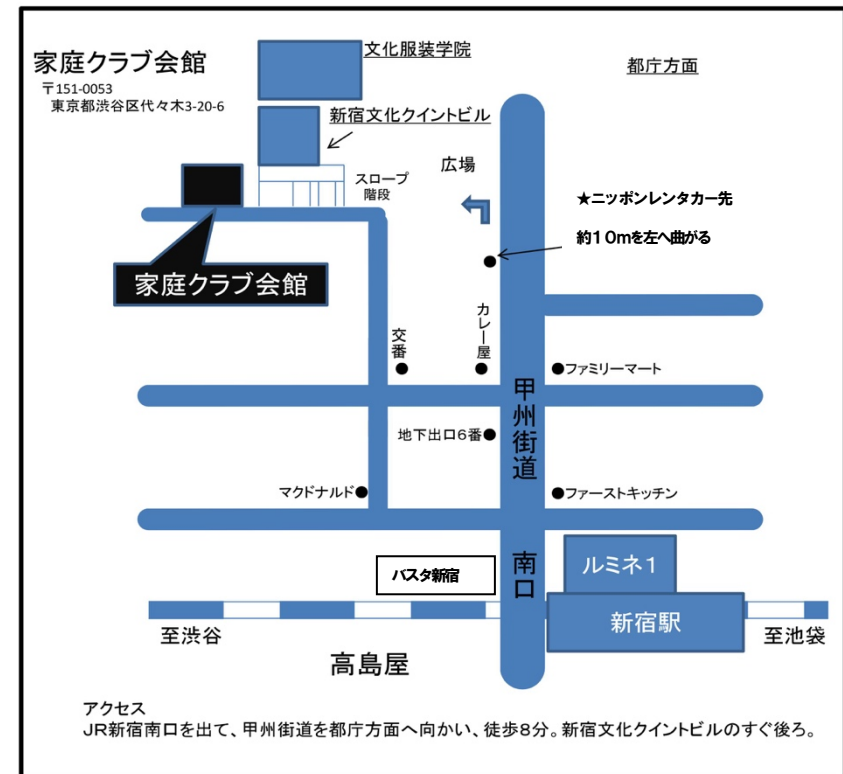 家庭クラブ会館
〒151-0053
東京都渋谷区代々木3-20-6
文化服装学院
都庁方面
新宿文化クイントビル
広場
スロープ
階段
★ニッポンレンタカー先
約10mを左へ曲がる
家庭クラブ会館
カレー屋
交番
ファミリーマート
甲州街道
地下出口6番
マクドナルド
ファーストキッチン
南口
ルミネ1
バスタ新宿
新宿駅
至渋谷
至池袋
高島屋
アクセス
JR新宿南口を出て、甲州街道を都庁方面へ向かい、徒歩8分。新宿文化クイントビルのすぐ後ろ。